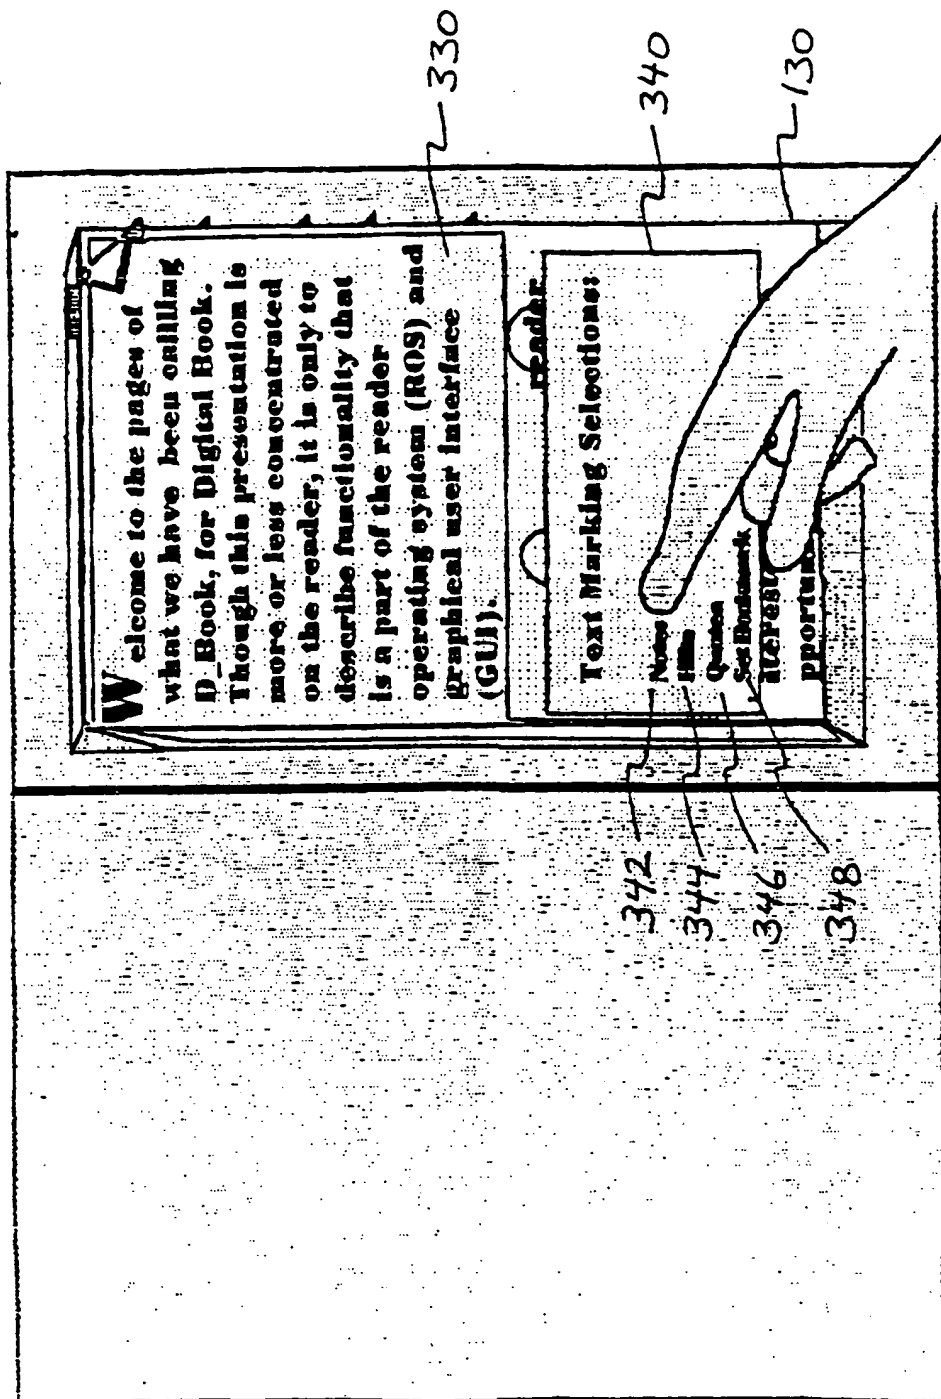 Welcome to the pages of
what we have been calling
D_Book, for Digital Book.
Though this presentation is
more or less concentrated
on the reader, it is only to
describe functionality that
is a part of the reader
operating system (ROS) and
graphical user interface
(GUI).
reader
Text Marking Selections:
Notes
Quotes
Set Bookmark
nterest
pportun
330
340
130
342
344
346
348